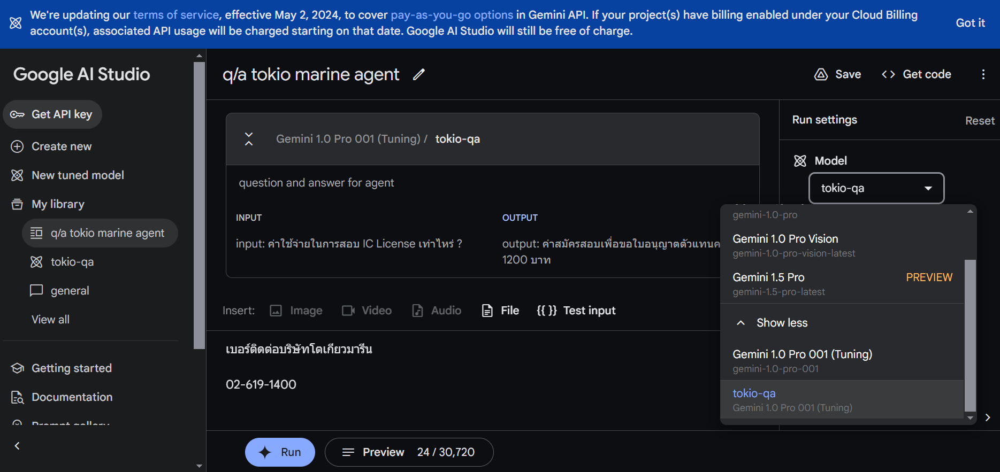 We're updating our terms of service, effective May 2, 2024, to cover pay-as-you-go options in Gemini API. If your project(s) have billing enabled under your Cloud Billing
account(s), associated API usage will be charged starting on that date. Google AI Studio will still be free of charge.
Got it
Google AI Studio
Get API key
Create new
New tuned model
My library
q/a tokio marine agent
tokio-qa
general
View all
Getting started
Documentation
Prompt gallery
q/a tokio marine agent
Save
Get code
Gemini 1.0 Pro 001 (Tuning) / tokio-qa
question and answer for agent
INPUT
OUTPUT
input: ค่าใช้จ่ายในการสอบ IC License เท่าไหร่ ?
output: ค่าสมัครสอบเพื่อขอใบอนุญาตตัวแทนค
1200 บาท
Insert:
Image
Video
Audio
File
{{ }} Test input
เบอร์ติดต่อบริษัทโตเกียวมารีน
02-619-1400
Run
Preview 24 / 30,720
Run settings
Reset
Model
tokio-qa
gemini-1.0-pro
Gemini 1.0 Pro Vision
gemini-1.0-pro-vision-latest
Gemini 1.5 Pro PREVIEW
gemini-1.5-pro-latest
Show less
Gemini 1.0 Pro 001 (Tuning)
gemini-1.0-pro-001
tokio-qa
Gemini 1.0 Pro 001 (Tuning)